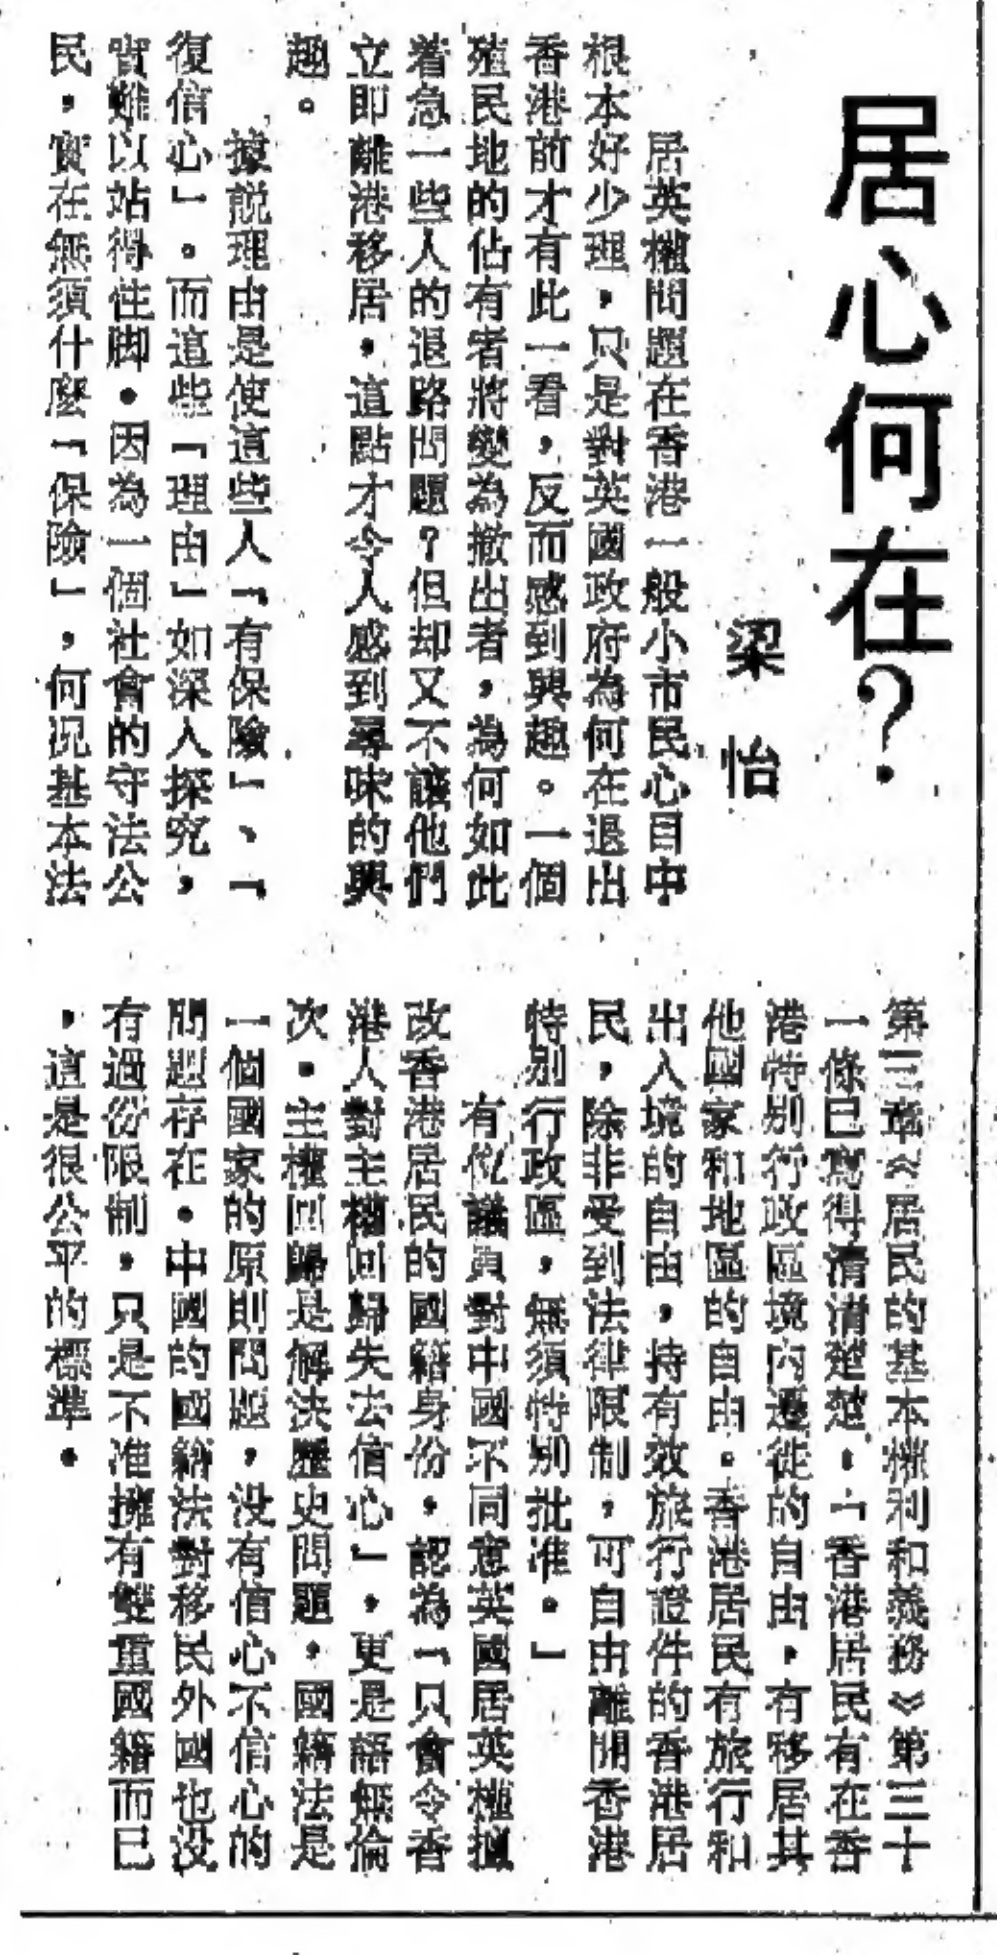 居心何在?
梁怡
居英權問題在香港一般小市民心目中
根本好少理，只是對英國政府為何在退出
香港前才有此一看，反而感到興趣。一個
殖民地的佔有者將變為撤出者，為何如此
着急一些人的退路問題？但却又不讓他們
立即離港移居，這點才令人感到尋味的興
趣。
據説理由是使這些人「有保險」、「
復信心」。而這些「理由」如深入探究，
實難以站得住脚。因為一個社會的守法公
民，實在無須什麼「保險」，何況基本法
第三章《居民的基本權利和義務》第三十
一條已寫得清清楚楚：「香港居民有在香
港特別行政區境內遷徙的自由，有移居其
他國家和地區的自由。香港居民有旅行和
出入境的自由，持有效旅行證件的香港居
民，除非受到法律限制，可自由離開香港
特別行政區，無須特別批准。」
有位議員對中國不同意英國居英權擅
改香港居民的國籍身份，認為「只會令香
港人對主權回歸失去信心」，更是語無倫
次。主權回歸是解決歷史問題，國籍法是
一個國家的原則問題，没有信心不信心的
問題存在。中國的國籍法對移民外國也没
有過份限制，只是不准擁有雙重國籍而已
，這是很公平的標準。